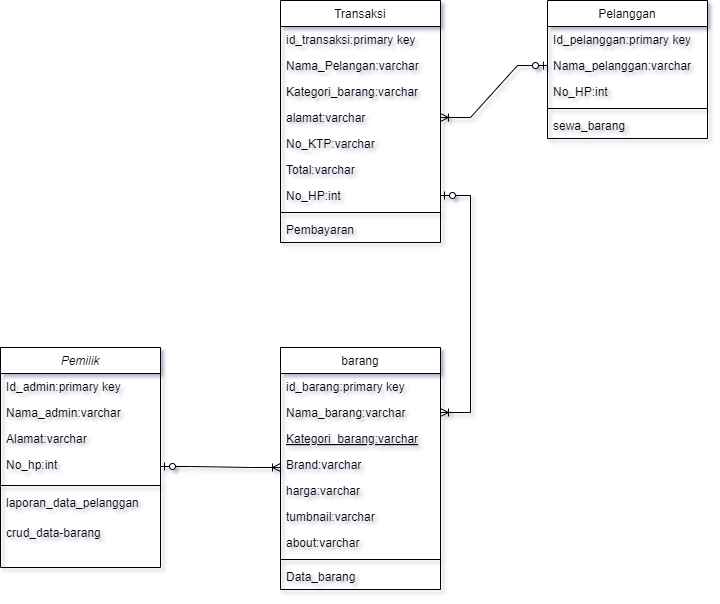 Transaksi
id_transaksi:primary key
Nama_Pelangan:varchar
Kategori_barang:varchar
alamat:varchar
No_KTP:varchar
Total:varchar
No_HP:int
Pembayaran
Pelanggan
Id_pelanggan:primary key
Nama_pelanggan:varchar
No_HP:int
sewa_barang
Pemilik
Id_admin:primary key
Nama_admin:varchar
Alamat:varchar
No_hp:int
laporan_data_pelanggan
crud_data-barang
barang
id_barang:primary key
Nama_barang:varchar
Kategori_barang:varchar
Brand:varchar
harga:varchar
tumbnail:varchar
about:varchar
Data_barang